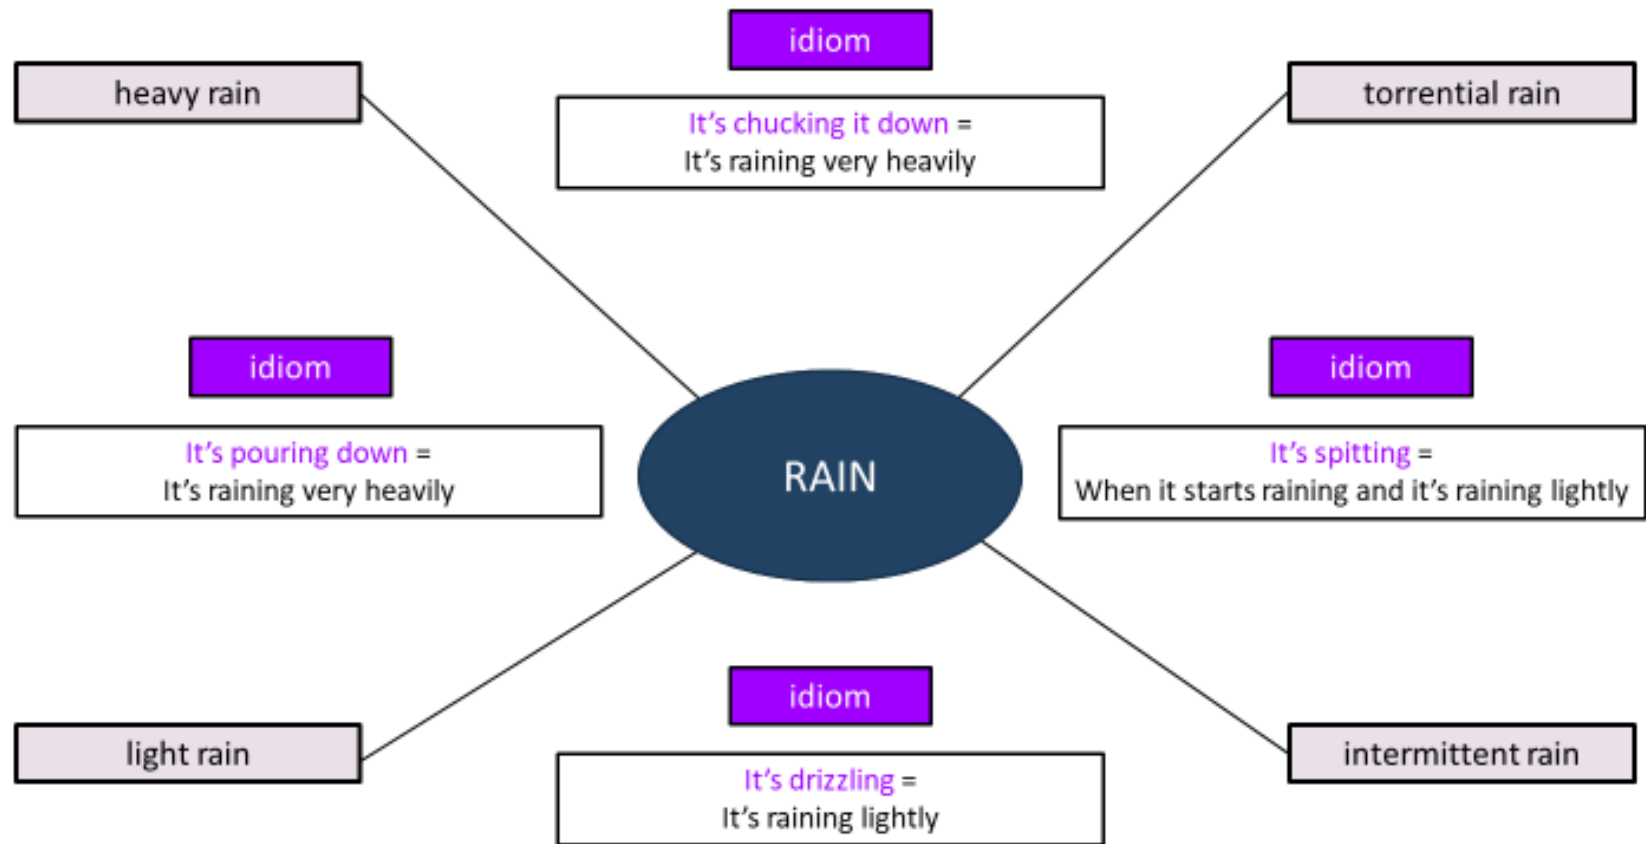 idiom
heavy rain
It’s chucking it down =
It’s raining very heavily
torrential rain
idiom
It’s pouring down =
It’s raining very heavily
RAIN
idiom
It’s spitting =
When it starts raining and it’s raining lightly
light rain
idiom
It’s drizzling =
It’s raining lightly
intermittent rain